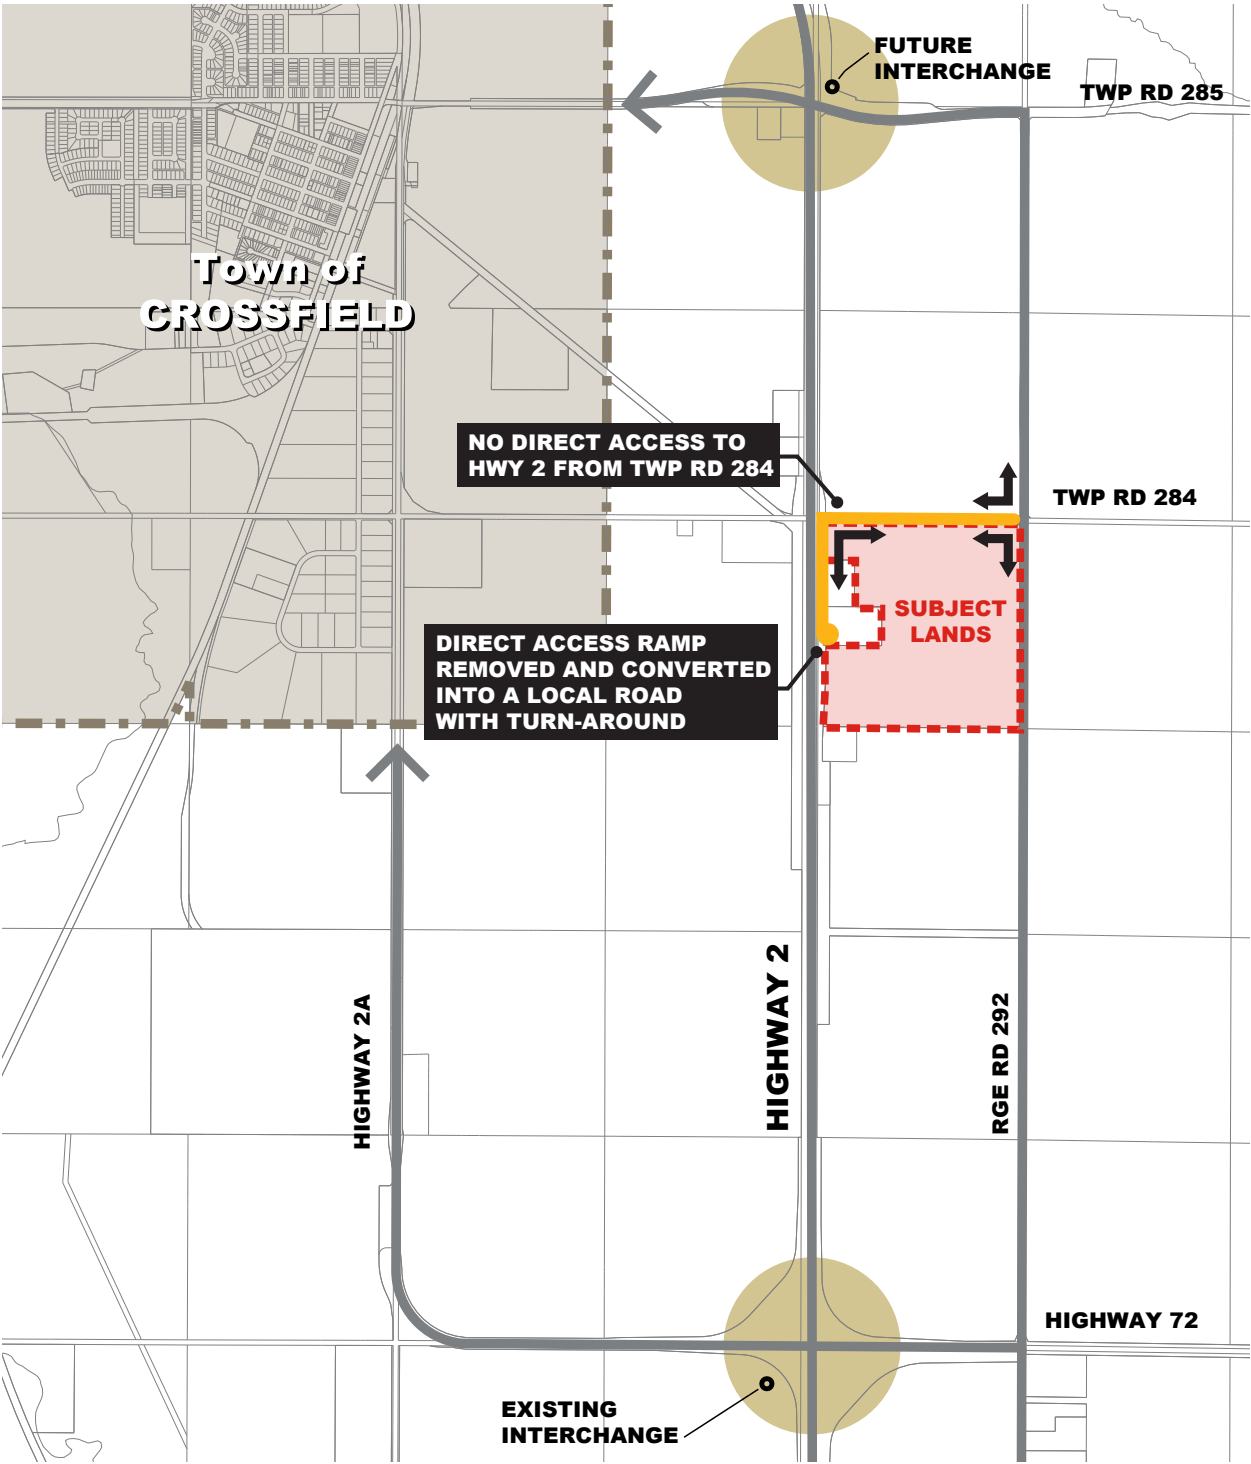 FUTURE
INTERCHANGE
TWP RD 285
Town of
CROSSFIELD
NO DIRECT ACCESS TO
HWY 2 FROM TWP RD 284
TWP RD 284
SUBJECT
LANDS
DIRECT ACCESS RAMP
REMOVED AND CONVERTED
INTO A LOCAL ROAD
WITH TURN-AROUND
HIGHWAY 2A
HIGHWAY 2
RGE RD 292
HIGHWAY 72
EXISTING
INTERCHANGE